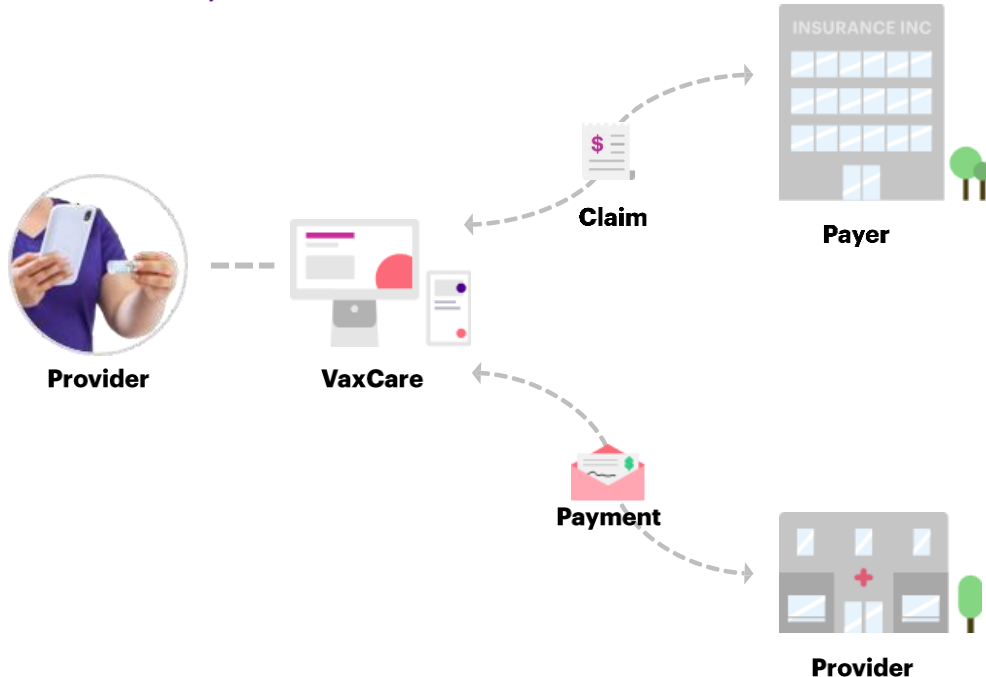 INSURANCE INC
$
Claim
Payer
Provider
VaxCare
$
Payment
Provider